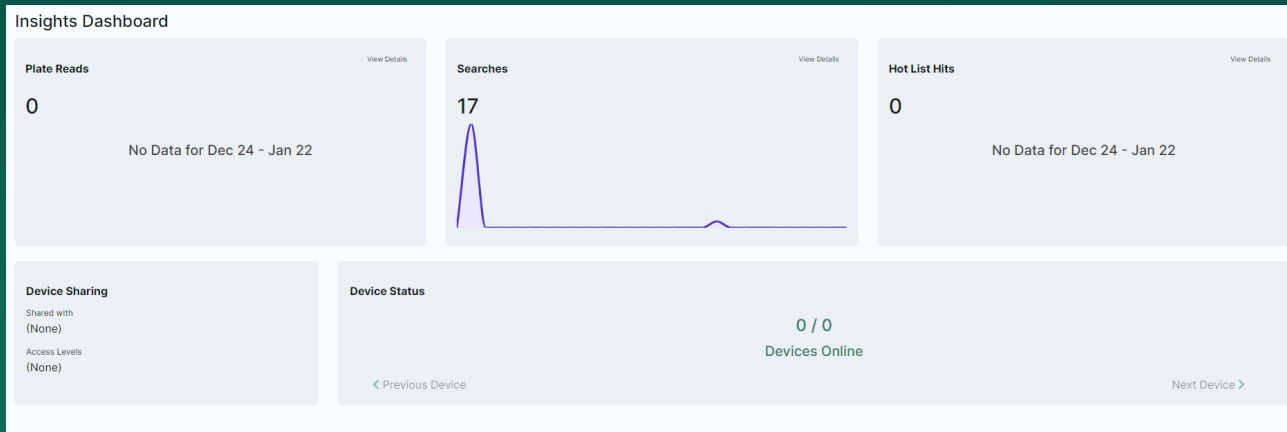 Insights Dashboard
Plate Reads
View Details
0
No Data for Dec 24 - Jan 22
Searches
View Details
17
Hot List Hits
View Details
0
No Data for Dec 24 - Jan 22
Device Sharing
Shared with
(None)
Access Levels
(None)
Device Status
0 / 0
Devices Online
Previous Device
Next Device